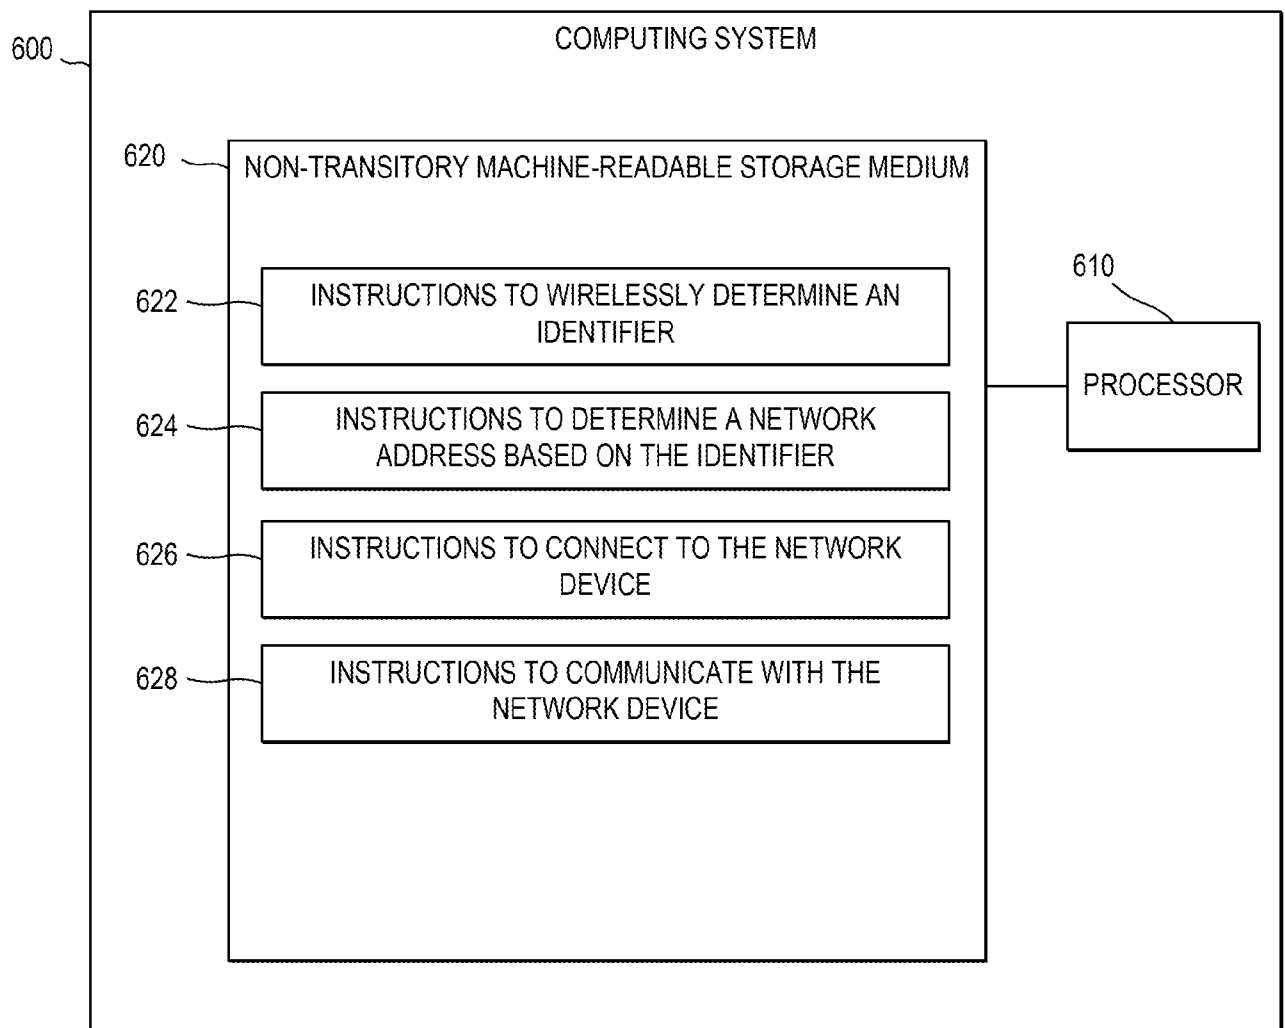 600
COMPUTING SYSTEM
620
NON-TRANSITORY MACHINE-READABLE STORAGE MEDIUM
622
INSTRUCTIONS TO WIRELESSLY DETERMINE AN
IDENTIFIER
610
PROCESSOR
624
INSTRUCTIONS TO DETERMINE A NETWORK
ADDRESS BASED ON THE IDENTIFIER
626
INSTRUCTIONS TO CONNECT TO THE NETWORK
DEVICE
628
INSTRUCTIONS TO COMMUNICATE WITH THE
NETWORK DEVICE